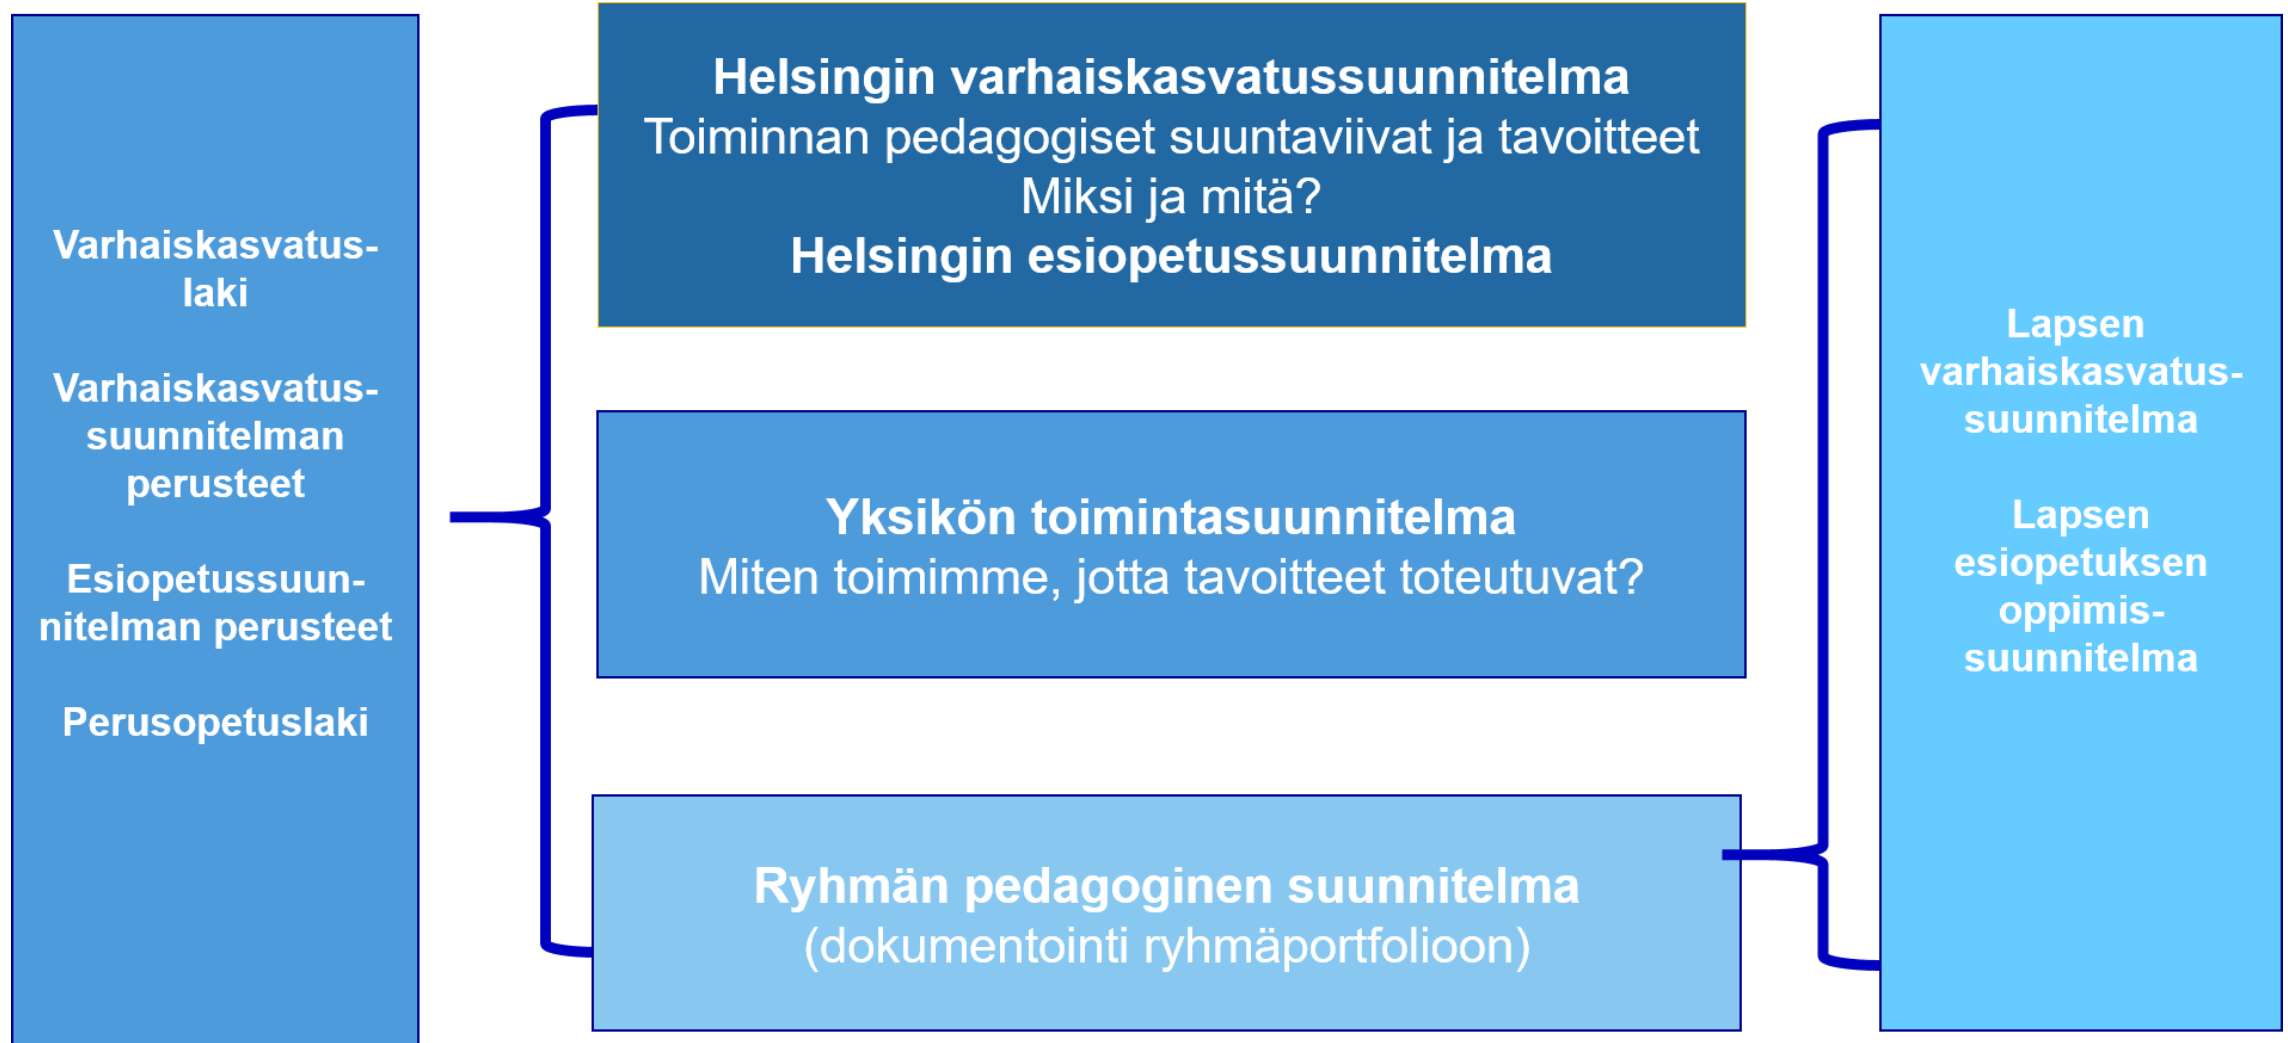 Varhaiskasvatus-
laki
Varhaiskasvatus-
suunnitelman
perusteet
Esiopetussuun-
nitelman perusteet
Perusopetuslaki
Helsingin varhaiskasvatussuunnitelma
Toiminnan pedagogiset suuntaviivat ja tavoitteet
Miksi ja mitä?
Helsingin esiopetussuunnitelma
Yksikön toimintasuunnitelma
Miten toimimme, jotta tavoitteet toteutuvat?
Ryhmän pedagoginen suunnitelma
(dokumentointi ryhmäportfolioon)
Lapsen
varhaiskasvatus-
suunnitelma
Lapsen
esiopetuksen
oppimis-
suunnitelma